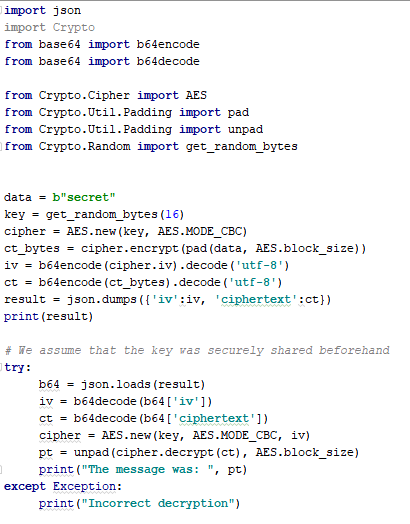 import json
import Crypto
from base64 import b64encode
from base64 import b64decode

from Crypto.Cipher import AES
from Crypto.Util.Padding import pad
from Crypto.Util.Padding import unpad
from Crypto.Random import get_random_bytes


data = b"secret"
key = get_random_bytes(16)
cipher = AES.new(key, AES.MODE_CBC)
ct_bytes = cipher.encrypt(pad(data, AES.block_size))
iv = b64encode(cipher.iv).decode('utf-8')
ct = b64encode(ct_bytes).decode('utf-8')
result = json.dumps({'iv':iv, 'ciphertext':ct})
print(result)

# We assume that the key was securely shared beforehand
try:
    b64 = json.loads(result)
    iv = b64decode(b64['iv'])
    ct = b64decode(b64['ciphertext'])
    cipher = AES.new(key, AES.MODE_CBC, iv)
    pt = unpad(cipher.decrypt(ct), AES.block_size)
    print("The message was: ", pt)
except Exception:
    print("Incorrect decryption")